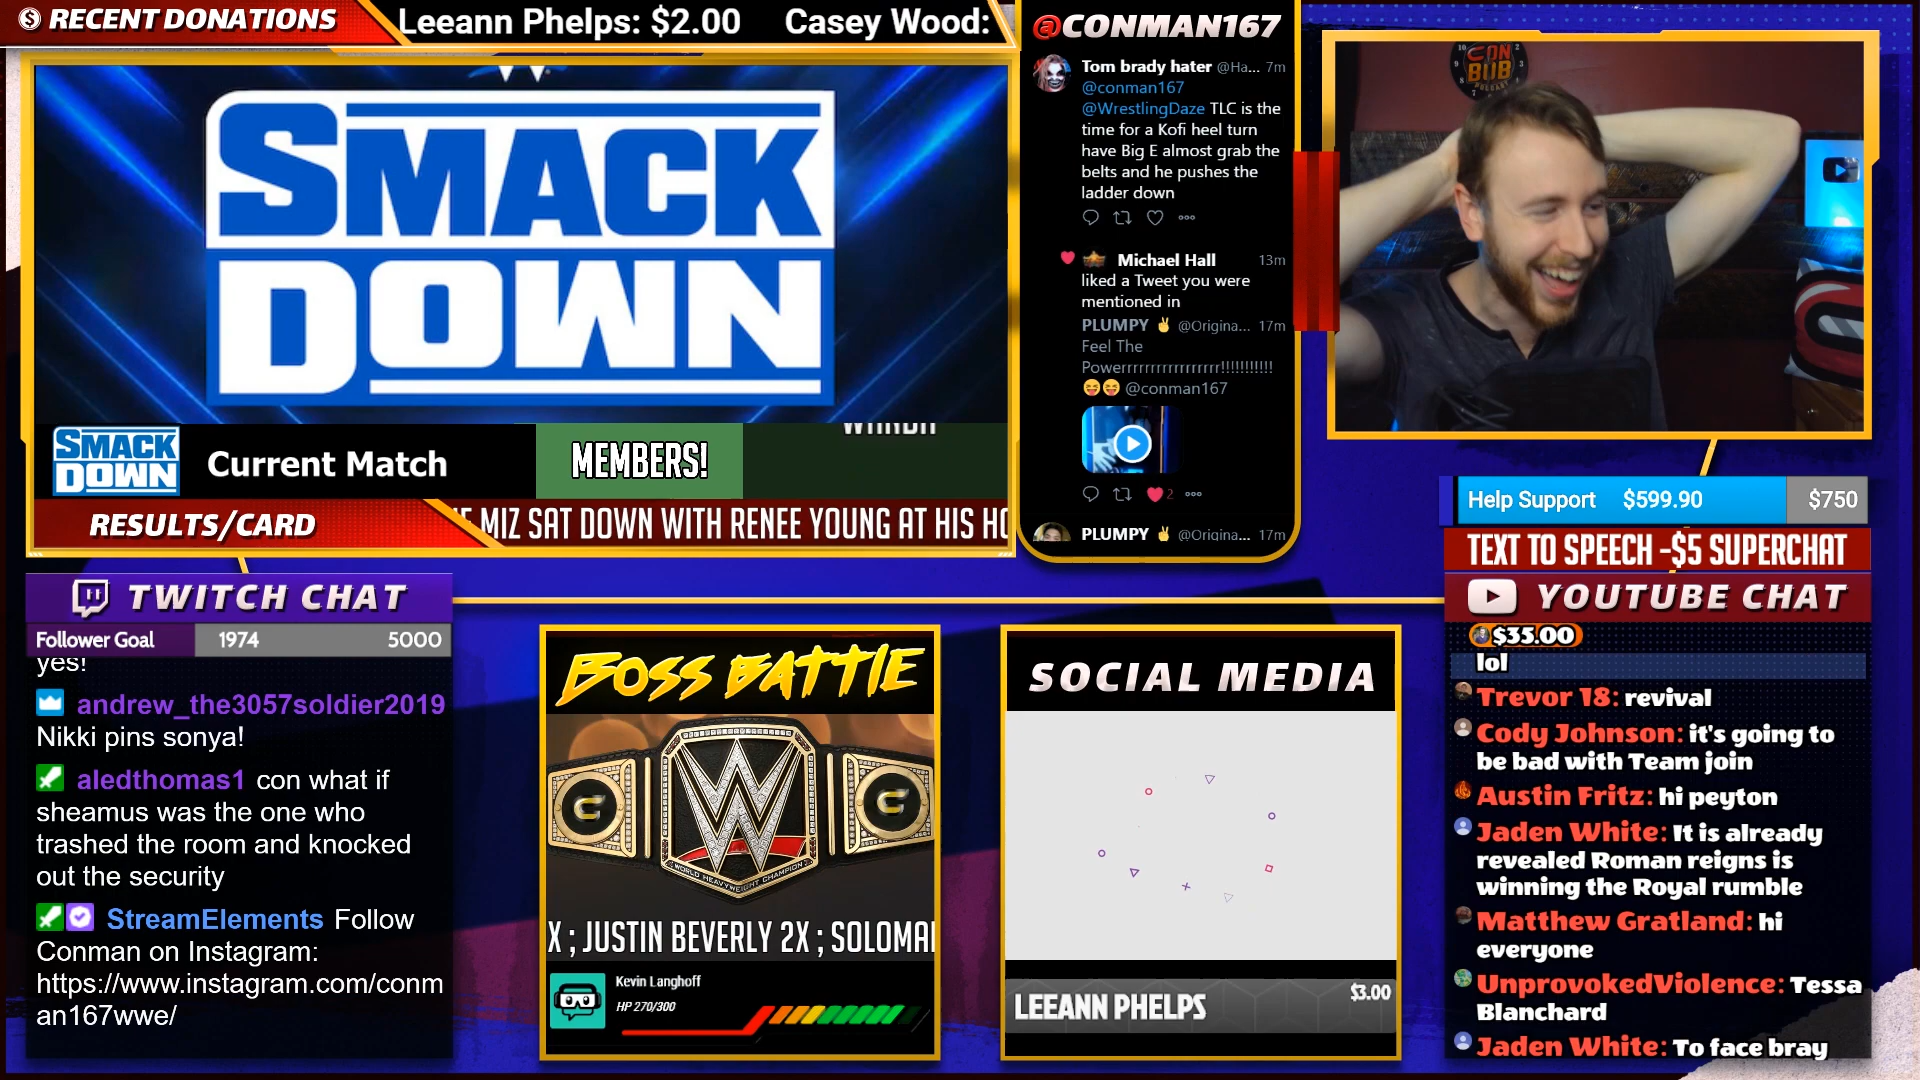 RECENT DONATIONS
Leeann Phelps: $2.00 Casey Wood:
SMACK
DOWN
SMACK
DOWN
Current Match
MEMBERS!
RESULTS/CARD
MIZ SAT DOWN WITH RENEE YOUNG AT HIS HO
@CONMAN167
Tom brady hater @Ha... 7m
@conman167
@WrestlingDaze TLC is the
time for a Kofi heel turn
have Big E almost grab the
belts and he pushes the
ladder down
Michael Hall 13m
liked a Tweet you were
mentioned in
PLUMPY ✌ @Origina... 17m
Feel The
Powerrrrrrrrrrrrrrrrr!!!!!!!!!!!
😝😝 @conman167
2
PLUMPY ✌ @Origina... 17m
CON
BUB
Help Support $599.90 $750
TEXT TO SPEECH -$5 SUPERCHAT
TWITCH CHAT
Follower Goal 1974 5000
yes!
andrew_the3057soldier2019
Nikki pins sonya!
aledthomas1 con what if
sheamus was the one who
trashed the room and knocked
out the security
StreamElements Follow
Conman on Instagram:
https://www.instagram.com/conm
an167wwe/
BOSS BATTLE
WORLD HEAVYWEIGHT CHAMPION
X ; JUSTIN BEVERLY 2X ; SOLOMA
Kevin Langhoff
HP 270/300
SOCIAL MEDIA
LEEANN PHELPS $3.00
YOUTUBE CHAT
$35.00
lol
Trevor 18: revival
Cody Johnson: it's going to
be bad with Team join
Austin Fritz: hi peyton
Jaden White: It is already
revealed Roman reigns is
winning the Royal rumble
Matthew Gratland: hi
everyone
UnprovokedViolence: Tessa
Blanchard
Jaden White: To face bray